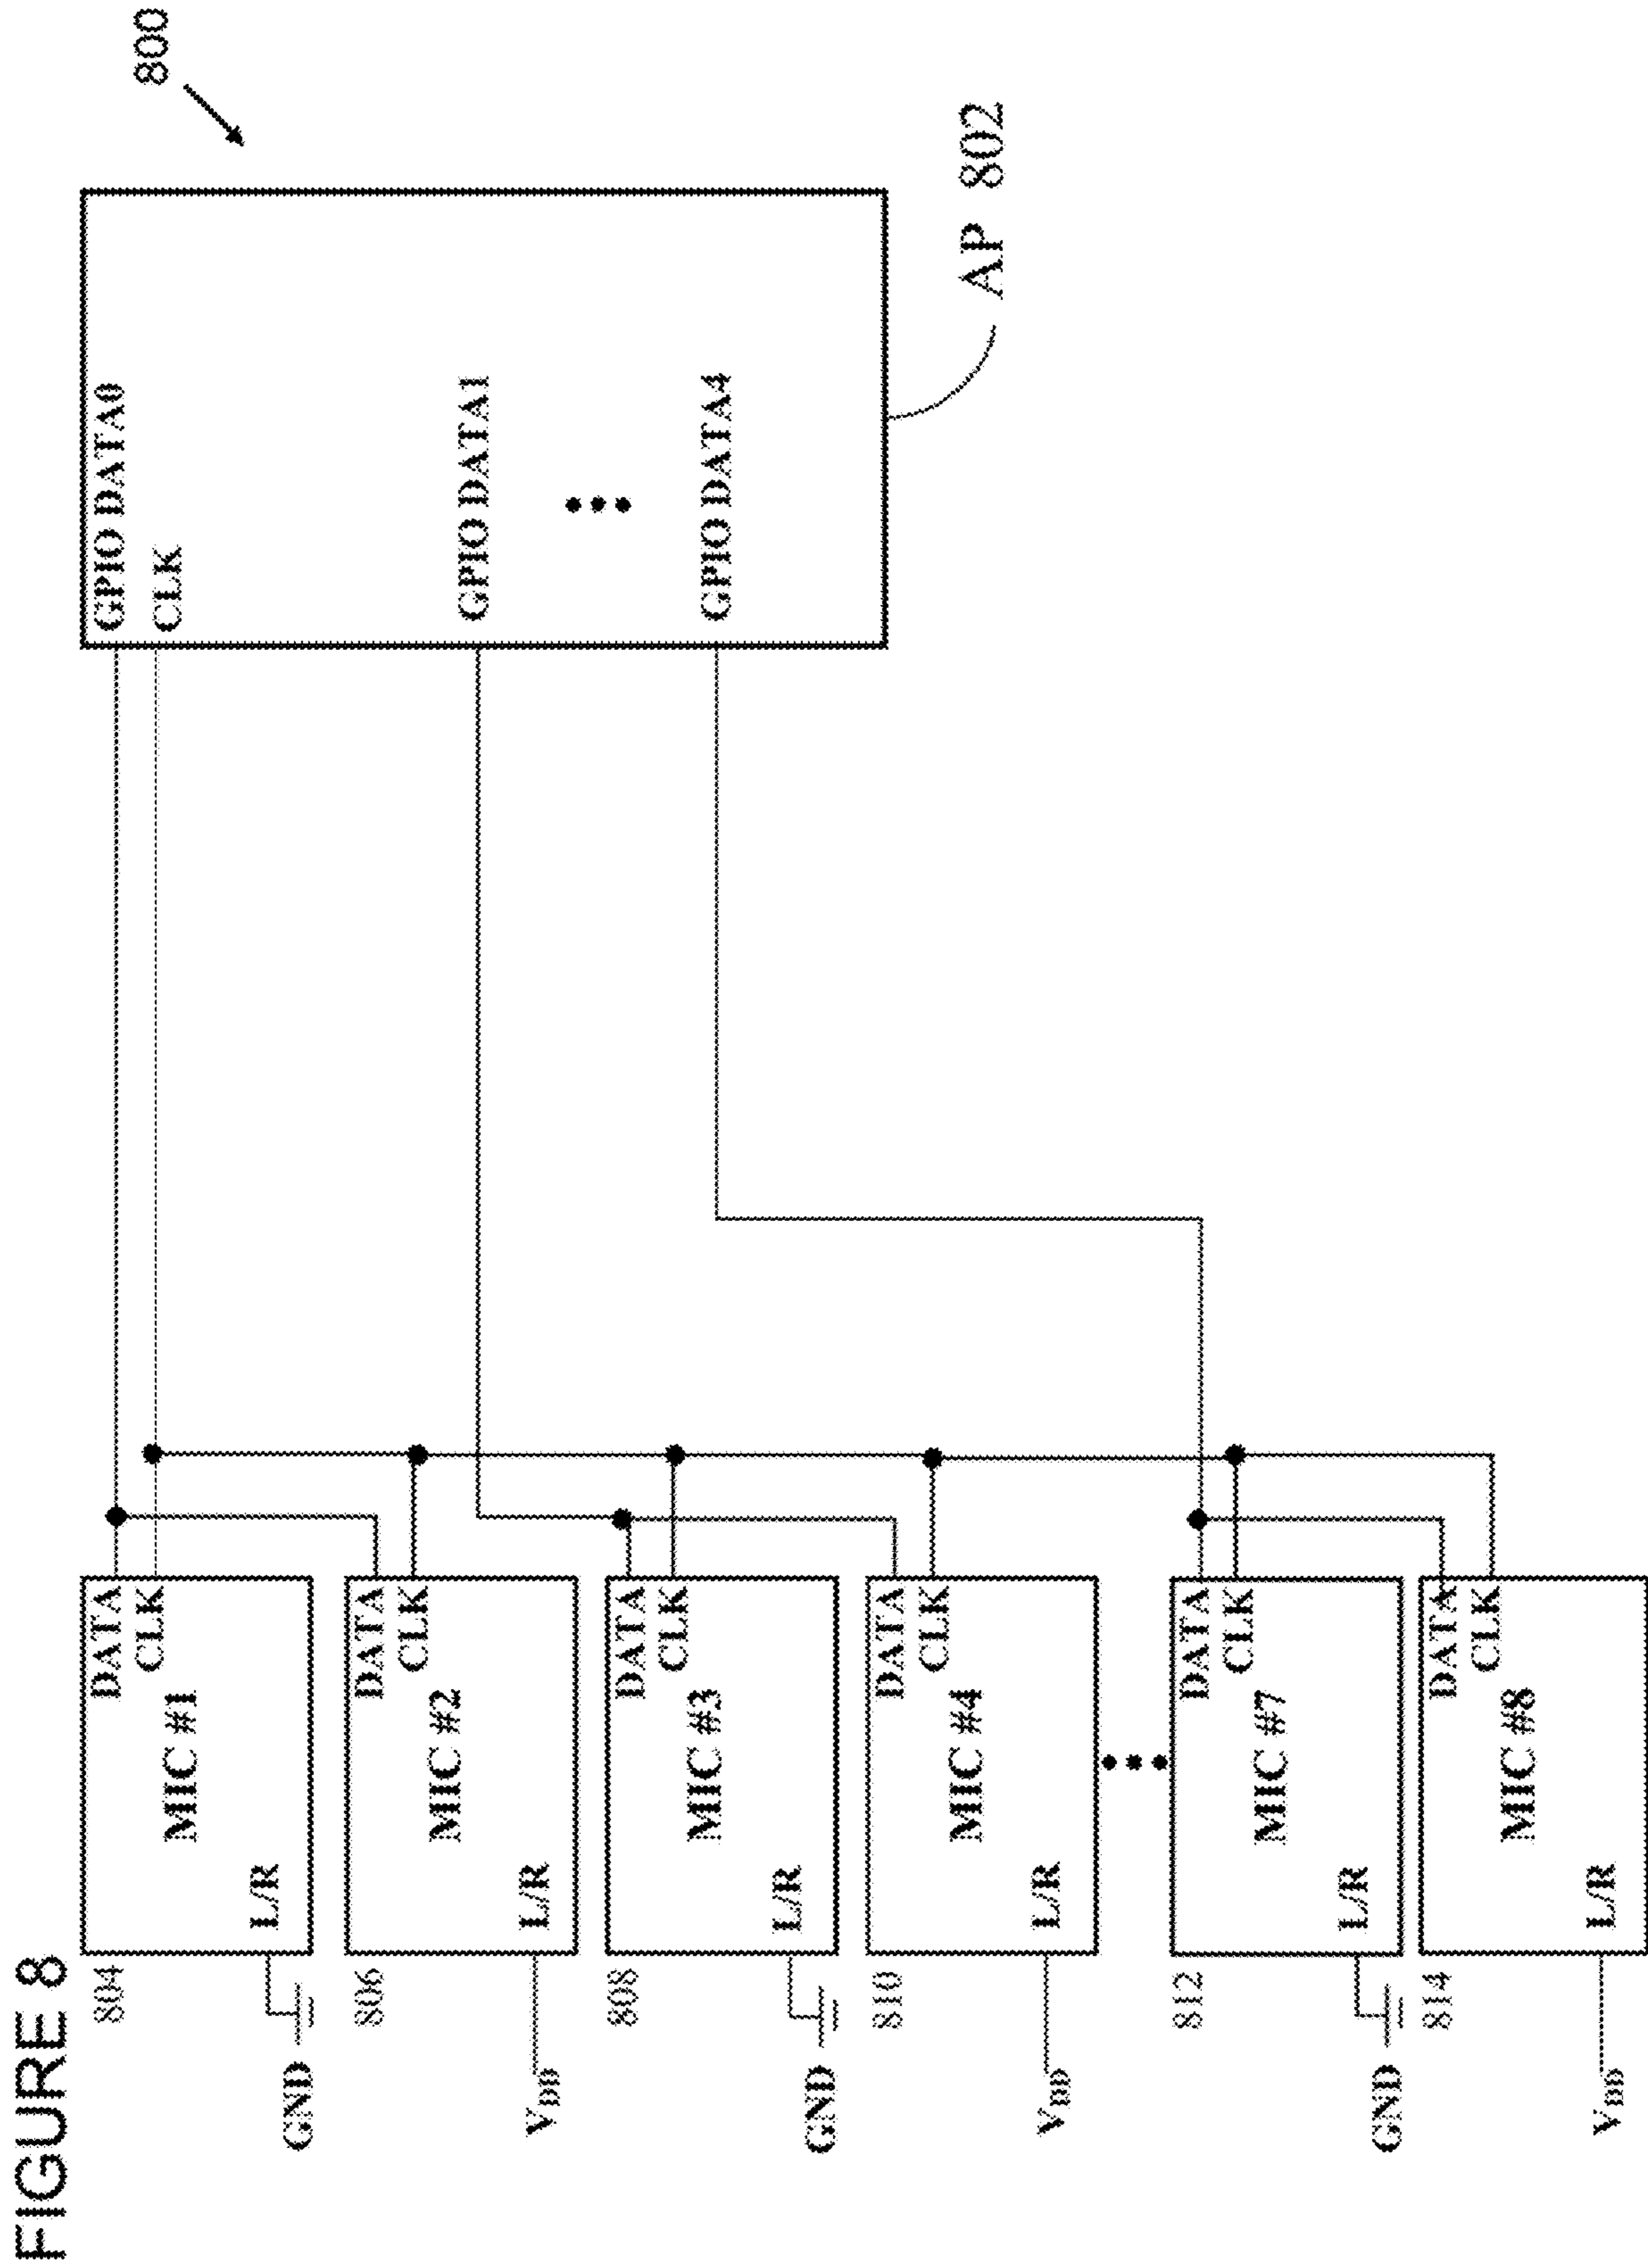 FIGURE 8
800
804
DATA
CLK
MIC #1
L/R
GND
806
DATA
CLK
MIC #2
L/R
VDD
808
DATA
CLK
MIC #3
L/R
GND
810
DATA
CLK
MIC #4
L/R
VDD
812
DATA
CLK
MIC #7
L/R
GND
814
DATA
CLK
MIC #8
L/R
VDD
GPIO DATA0
CLK
GPIO DATA1
GPIO DATA4
AP 802